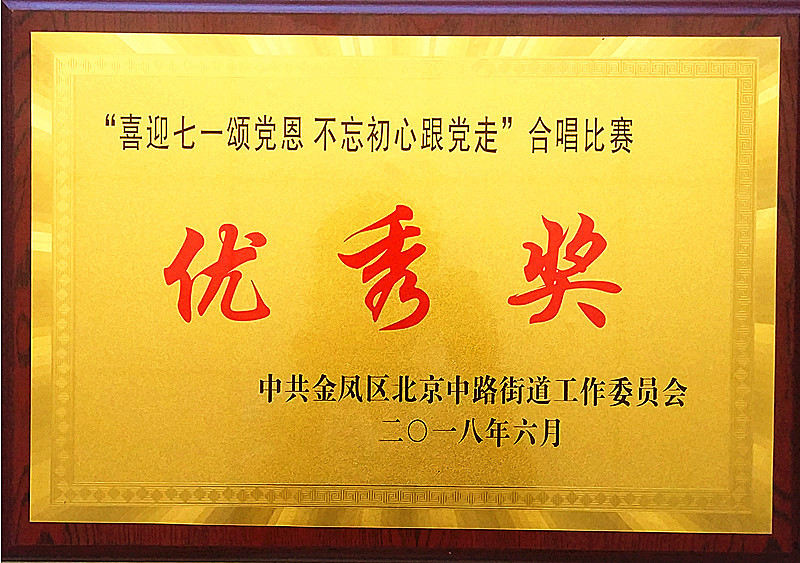 “喜迎七一颂党恩 不忘初心跟党走”合唱比赛
优秀奖
中共金凤区北京中路街道工作委员会
二〇一八年六月